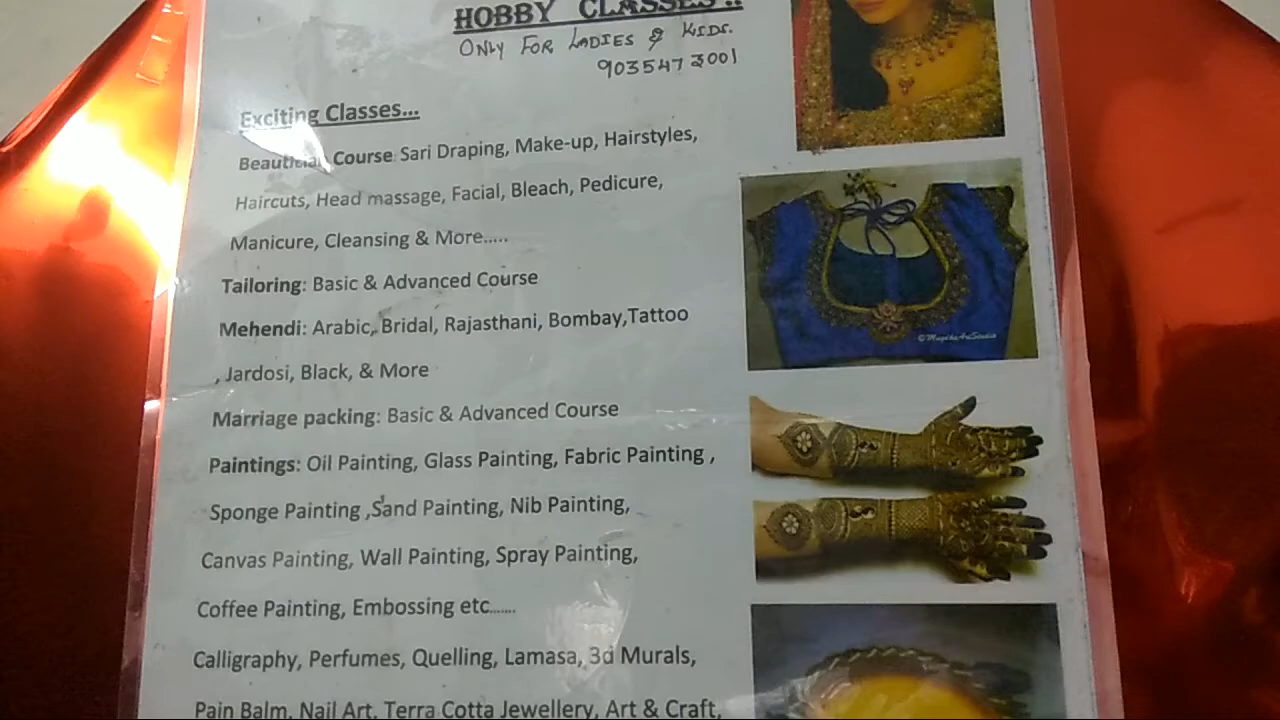 HOBBY CLASSES..
ONLY FOR LADIES & KIDS.
9035473001
Exciting Classes...
Beautician Course: Sari Draping, Make-up, Hairstyles,
Haircuts, Head massage, Facial, Bleach, Pedicure,
Manicure, Cleansing & More.....
Tailoring: Basic & Advanced Course
Mehendi: Arabic, Bridal, Rajasthani, Bombay,Tattoo
, Jardosi, Black, & More
Marriage packing: Basic & Advanced Course
Paintings: Oil Painting, Glass Painting, Fabric Painting ,
Sponge Painting ,Sand Painting, Nib Painting,
Canvas Painting, Wall Painting, Spray Painting,
Coffee Painting, Embossing etc.......
Calligraphy, Perfumes, Quelling, Lamasa, 3d Murals,
Pain Balm, Nail Art, Terra Cotta Jewellery, Art & Craft,